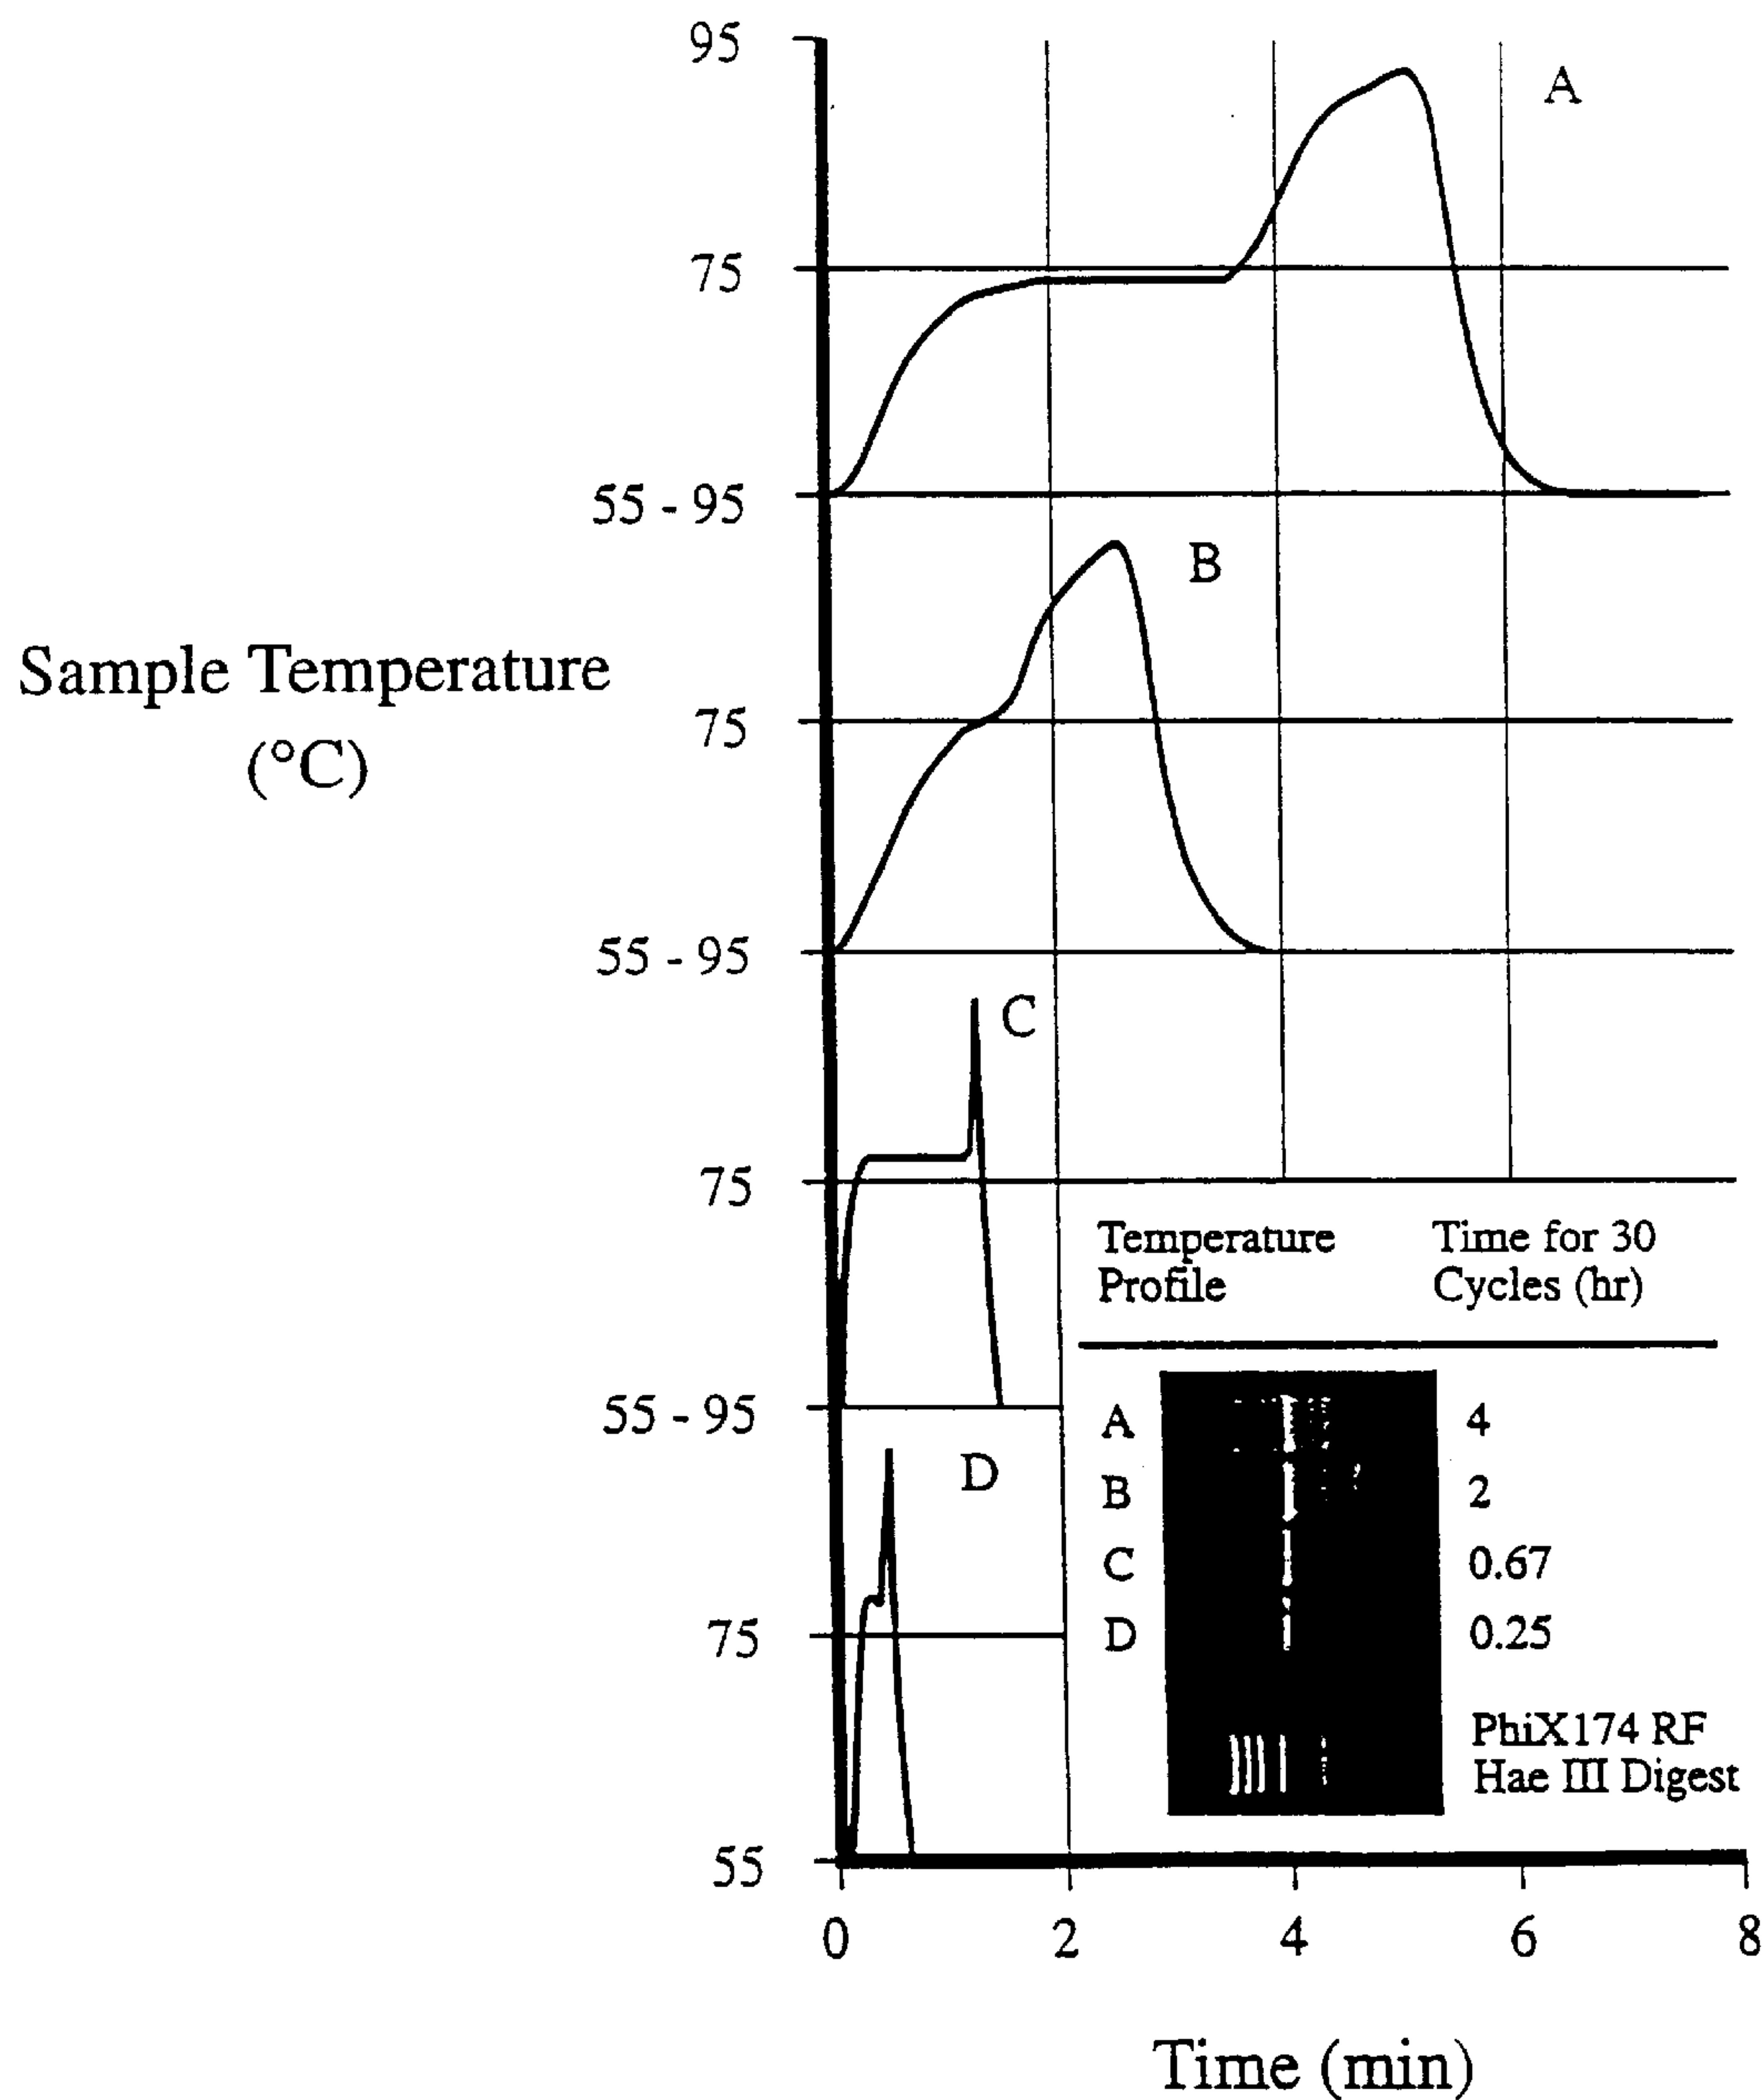 95
A
75
55 - 95
B
Sample Temperature
(°C)
75
55 - 95
C
75
Temperature Profile
Time for 30 Cycles (hr)
55 - 95
A 4
D
B 2
C 0.67
75
D 0.25
PhiX174 RF
Hae III Digest
55
0 2 4 6 8
Time (min)